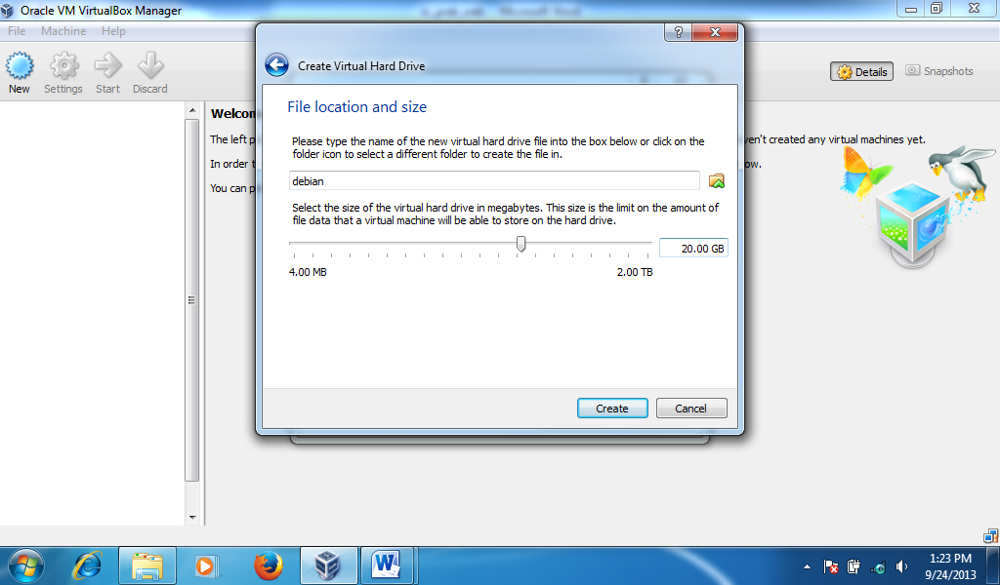 Oracle VM VirtualBox Manager
File Machine Help
New Settings Start Discard
Details Snapshots
Welcom
The left p
In order t
You can p
ven't created any virtual machines yet.
ow.
Create Virtual Hard Drive
File location and size
Please type the name of the new virtual hard drive file into the box below or click on the
folder icon to select a different folder to create the file in.
debian
Select the size of the virtual hard drive in megabytes. This size is the limit on the amount of
file data that a virtual machine will be able to store on the hard drive.
20.00 GB
4.00 MB 2.00 TB
Create Cancel
1:23 PM
9/24/2013